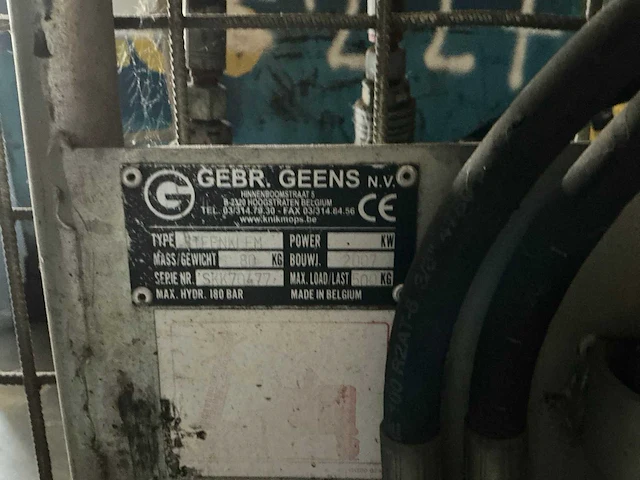 GEBR. GEENS N.V.
HINNENBOOMSTRAAT 5
B-2320 HOOGSTRATEN BELGIUM
TEL. 03/314.79.30 - FAX 03/314.64.56
www.knikmops.be
CE
TYPE POWER KW
MASS/GEWICHT 80 KG BOUWJ. 2007
SERIE NR. MAX. LOAD/LAST KG
MAX. HYDR. 180 BAR MADE IN BELGIUM